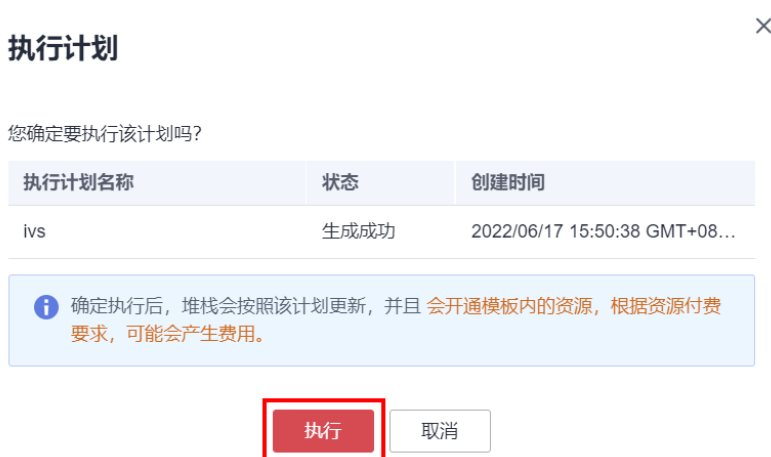 执行计划
您确定要执行该计划吗?
执行计划名称 状态 创建时间
ivs 生成成功 2022/06/17 15:50:38 GMT+08...
确定执行后，堆栈会按照该计划更新，并且 会开通模板内的资源，根据资源付费
要求，可能会产生费用。
执行 取消